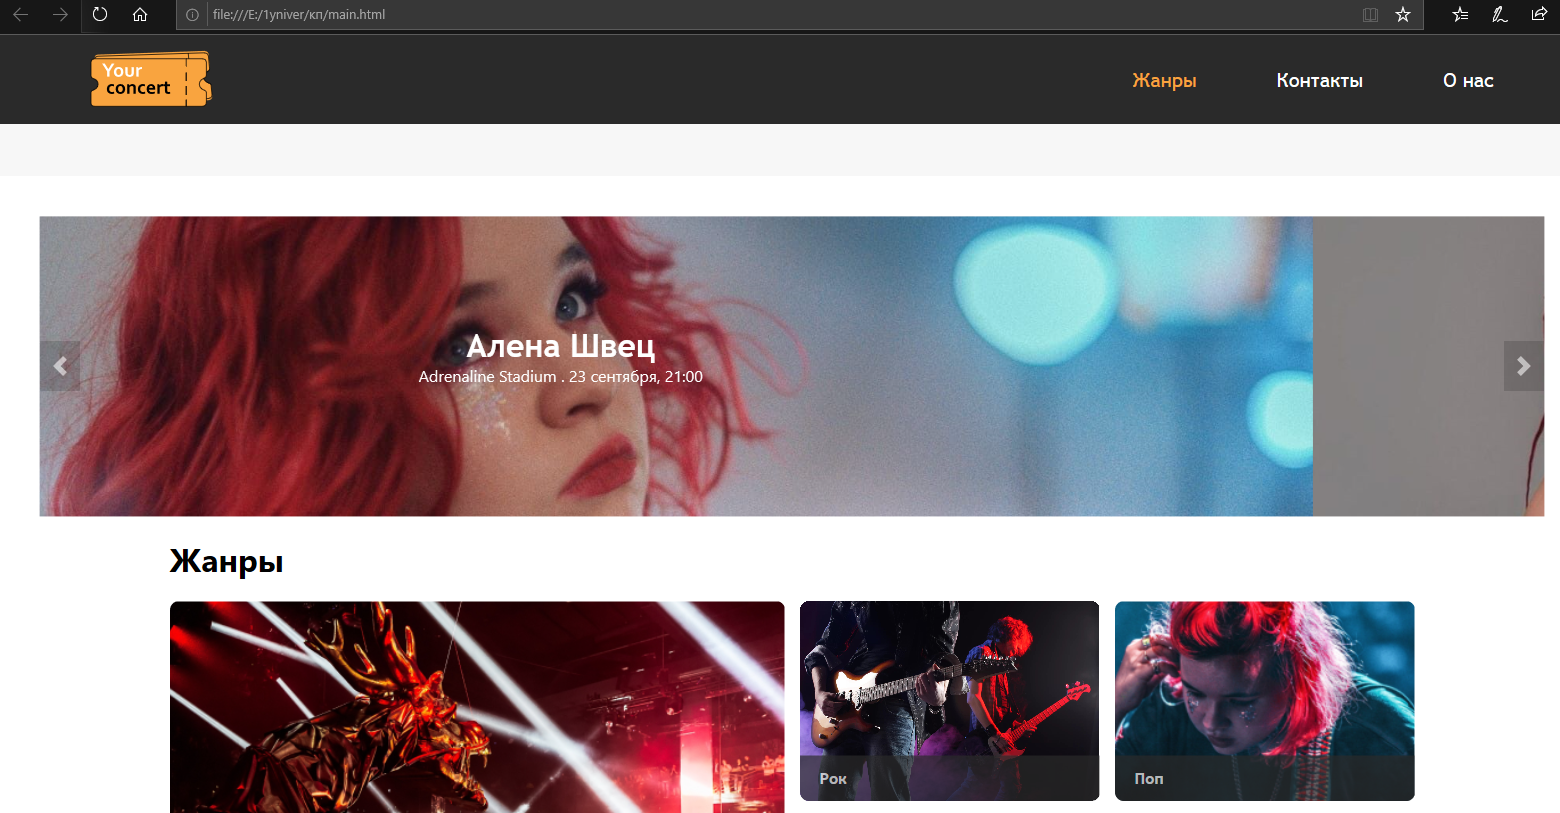 file:///E:/1yniver/кп/main.html
Your
concert
Жанры
Контакты
О нас
Алена Швец
Adrenaline Stadium . 23 сентября, 21:00
Жанры
Рок
Поп